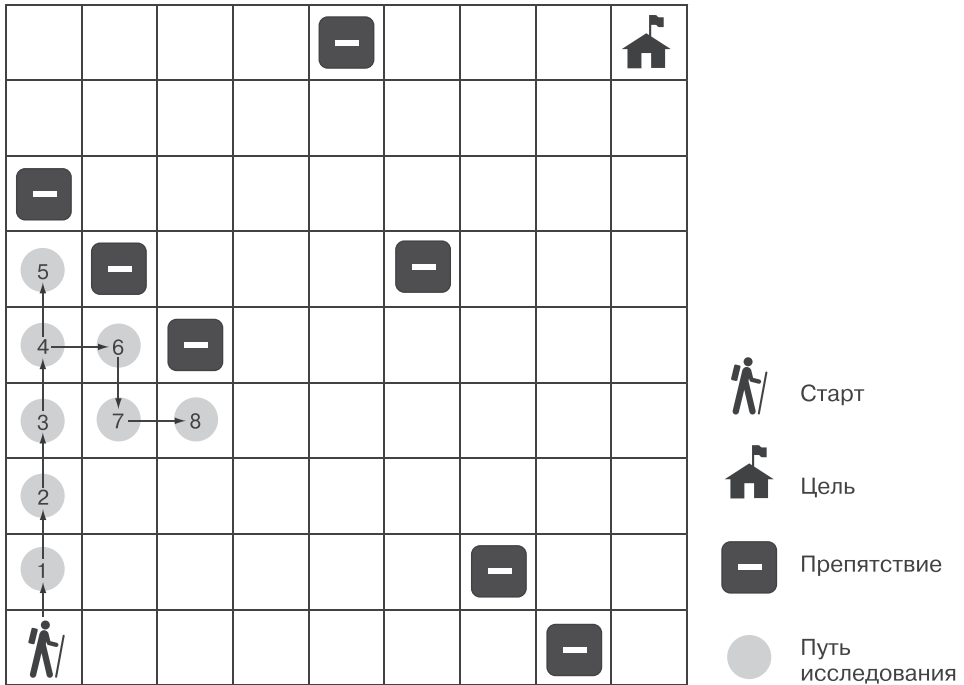 5
4 6
3 7 8
2
1
Старт
Цель
Препятствие
Путь
исследования